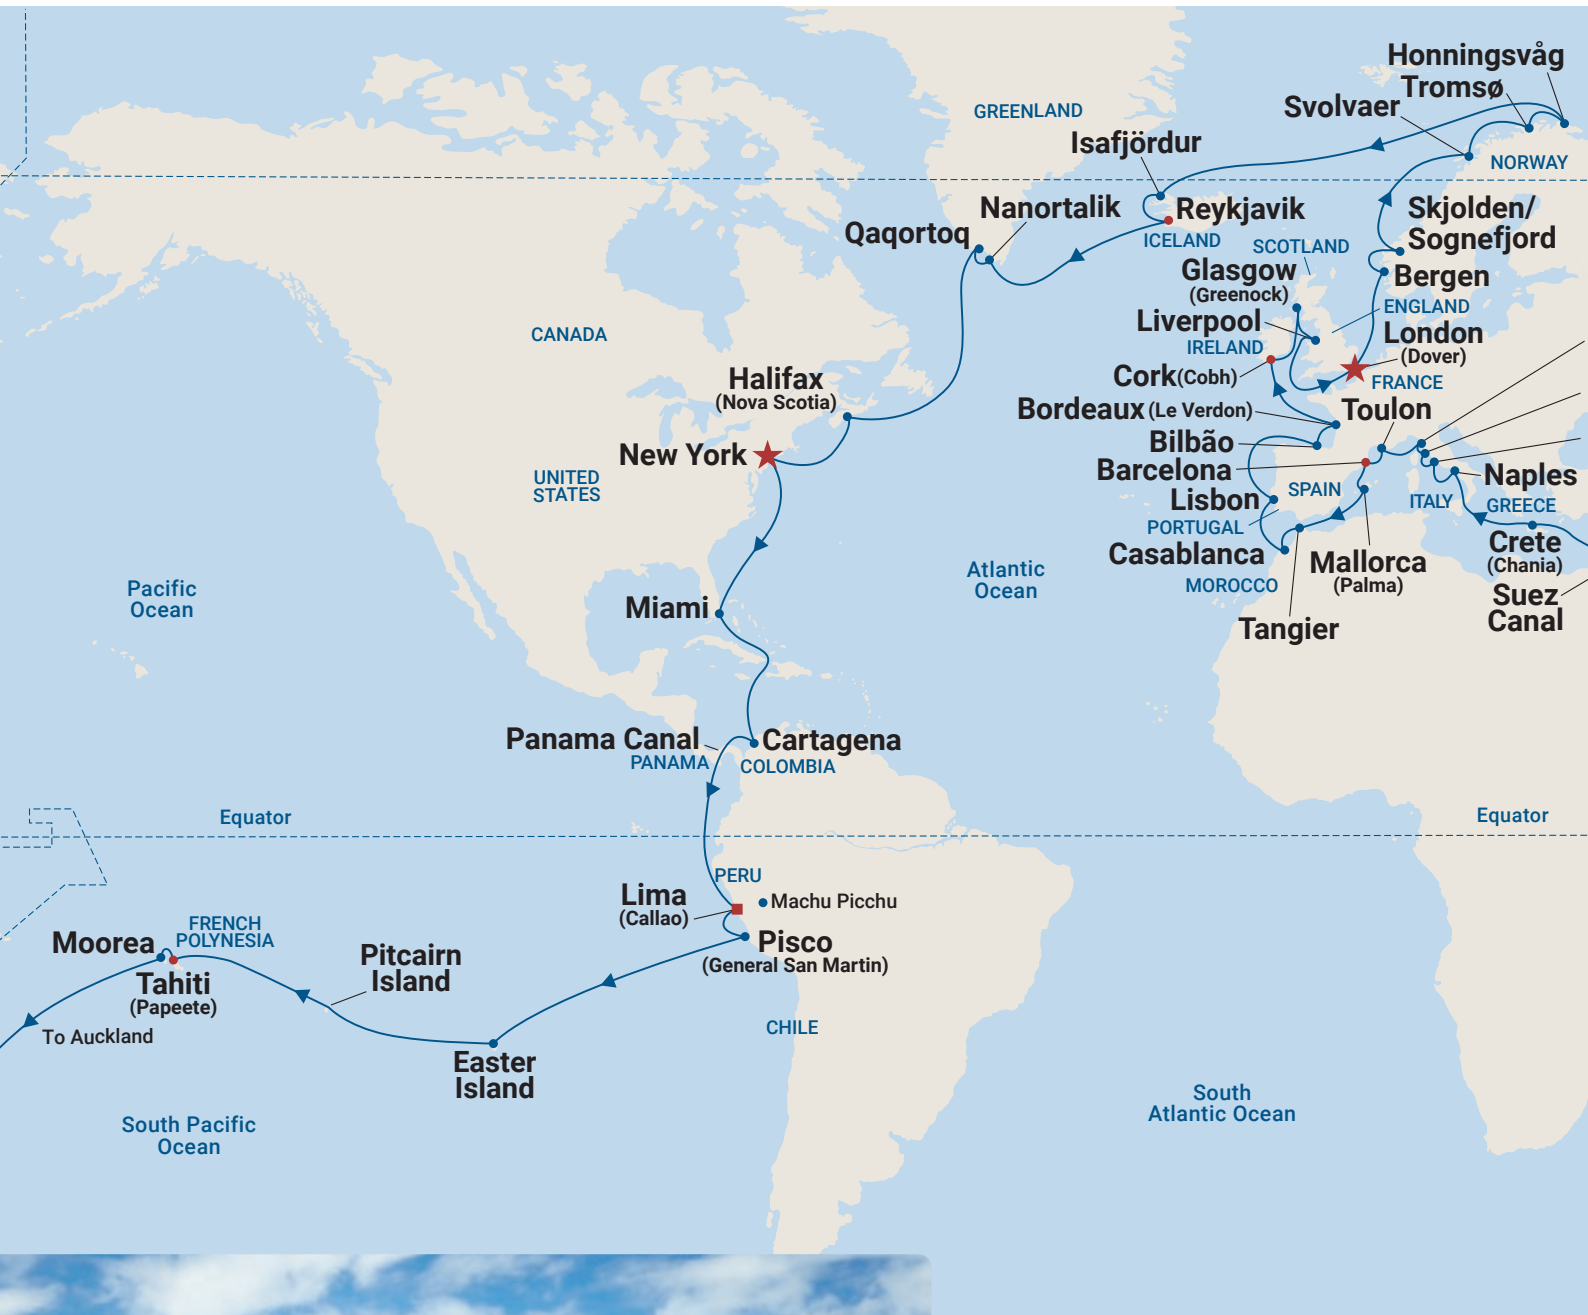 Honningsvåg
Tromsø
Svolvaer
GREENLAND
Isafjördur
NORWAY
Nanortalik
Reykjavik
Skjolden/
Sognefjord
Qaqortoq
ICELAND
SCOTLAND
Glasgow
(Greenock)
Bergen
ENGLAND
Liverpool
London
(Dover)
CANADA
IRELAND
Cork (Cobh)
FRANCE
Halifax
(Nova Scotia)
Bordeaux (Le Verdon)
Toulon
Bilbão
New York
Barcelona
UNITED
STATES
Naples
SPAIN
Lisbon
ITALY
GREECE
PORTUGAL
Casablanca
Crete
(Chania)
Mallorca
(Palma)
MOROCCO
Pacific
Ocean
Atlantic
Ocean
Suez
Canal
Miami
Tangier
Panama Canal
Cartagena
PANAMA
COLOMBIA
Equator
Equator
PERU
Lima
(Callao)
Machu Picchu
FRENCH
POLYNESIA
Moorea
Pisco
(General San Martin)
Pitcairn
Island
Tahiti
(Papeete)
To Auckland
CHILE
Easter
Island
South
Atlantic Ocean
South Pacific
Ocean